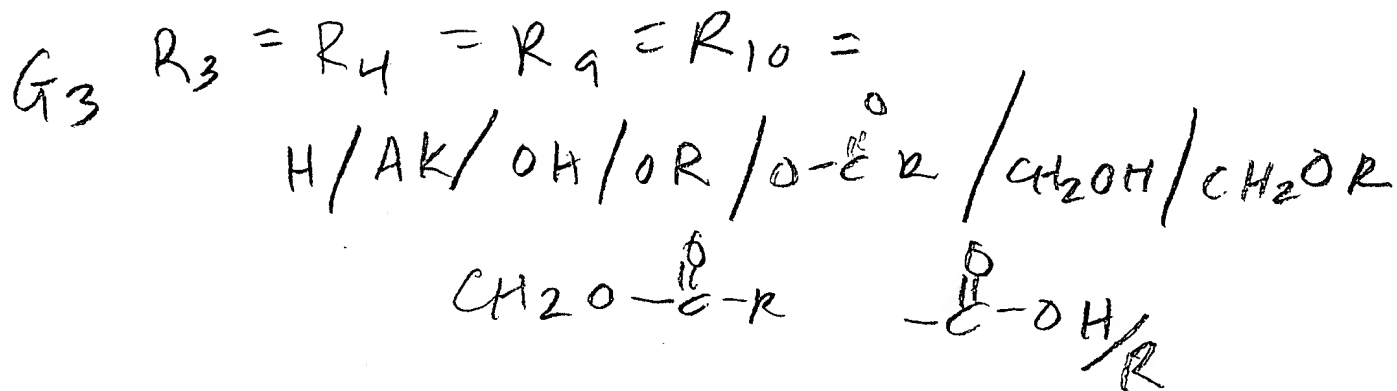 G3 R3 = R4 = R9 = R10 =
H/AK/OH/OR/O-C(=O)R/CH2OH/CH2OR
CH2O-C(=O)-R -C(=O)-OH/R